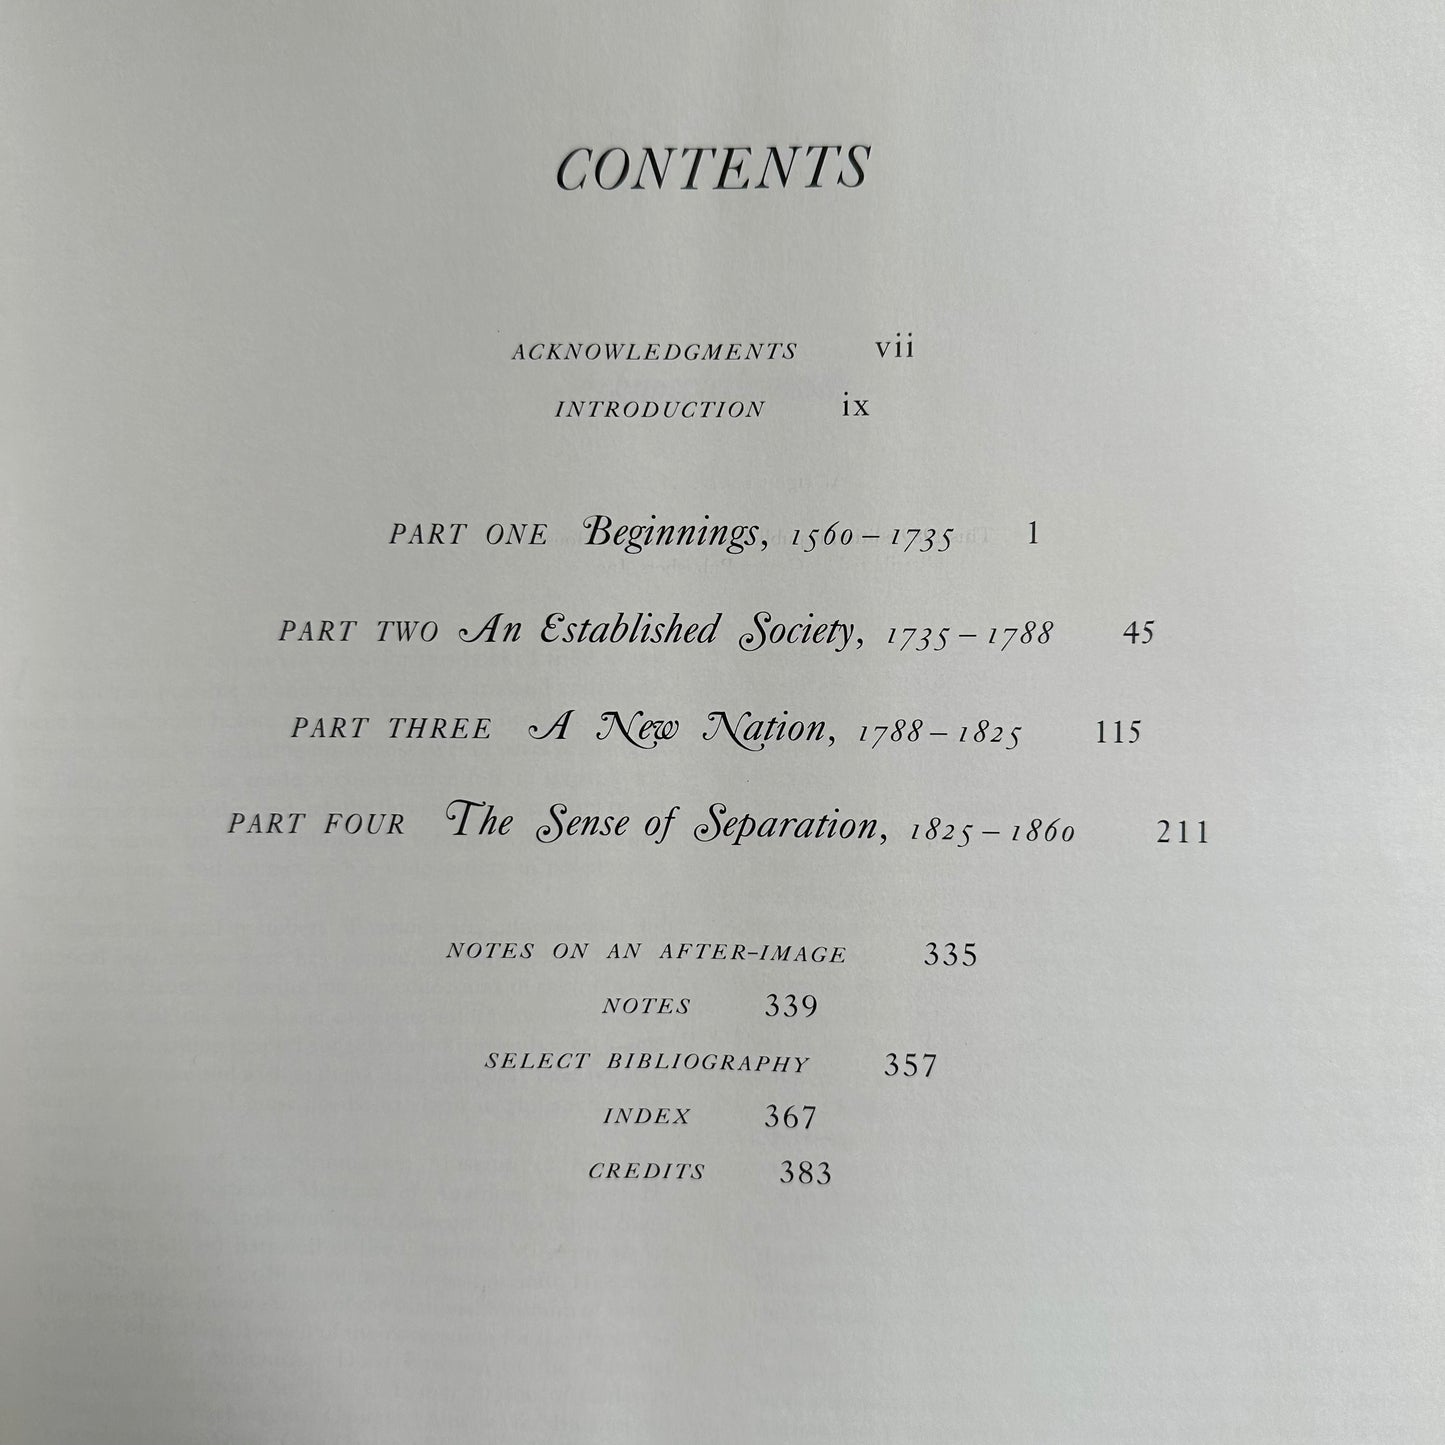 CONTENTS
ACKNOWLEDGMENTS vii
INTRODUCTION ix
PART ONE Beginnings, 1560–1735 1
PART TWO An Established Society, 1735–1788 45
PART THREE A New Nation, 1788–1825 115
PART FOUR The Sense of Separation, 1825–1860 211
NOTES ON AN AFTER-IMAGE 335
NOTES 339
SELECT BIBLIOGRAPHY 357
INDEX 367
CREDITS 383